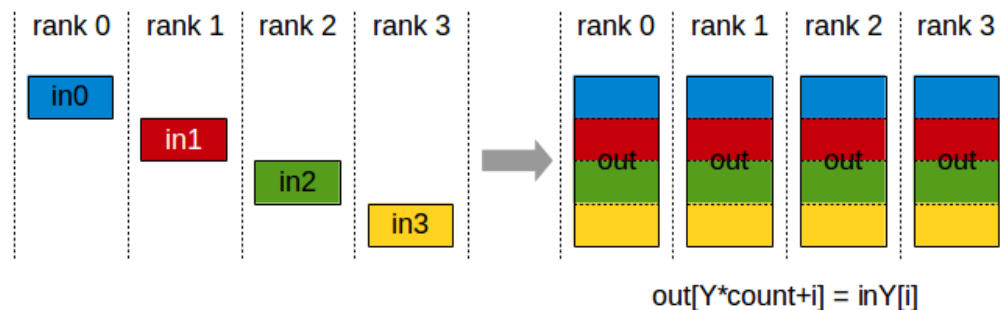 rank 0 rank 1 rank 2 rank 3 rank 0 rank 1 rank 2 rank 3
in0
in1
in2
in3
out out out out
out[Y*count+i] = inY[i]